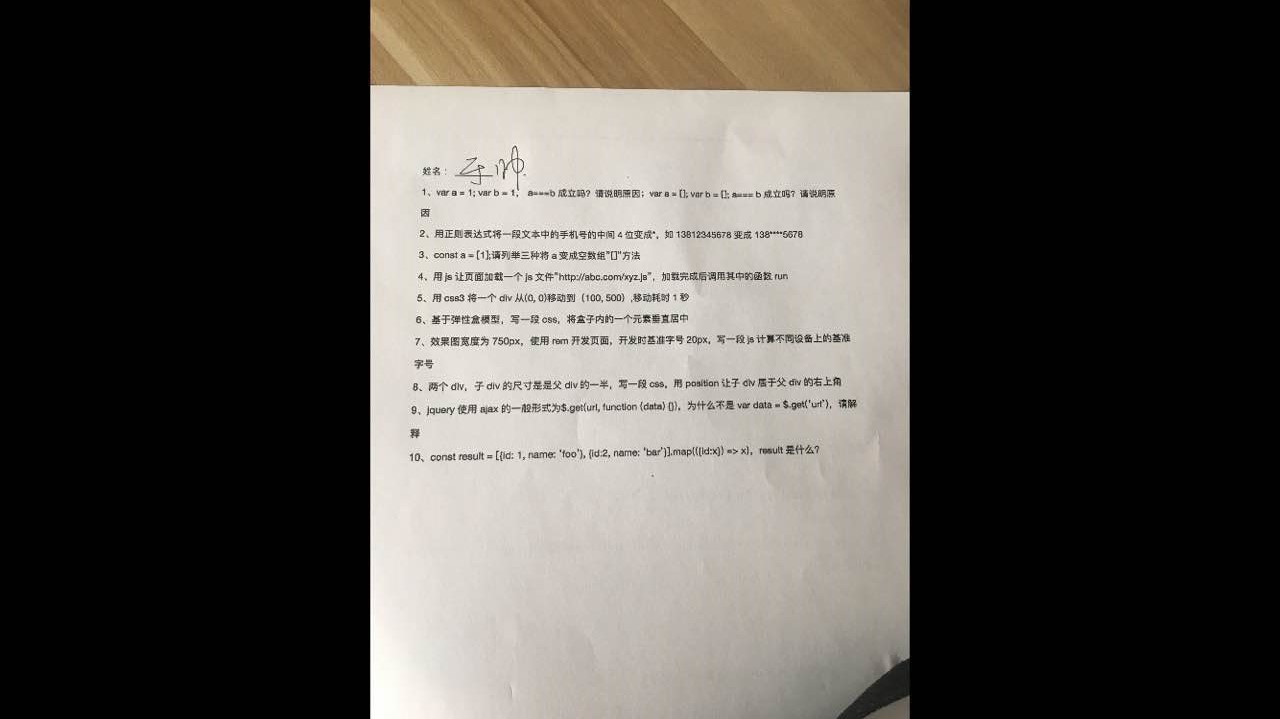 姓名：
1、var a = 1; var b = 1， a===b 成立吗？请说明原因；var a = []; var b = []; a=== b 成立吗？请说明原
因
2、用正则表达式将一段文本中的手机号的中间 4 位变成*，如 13812345678 变成 138****5678
3、const a = [1];请列举三种将 a 变成空数组"[]"方法
4、用 js 让页面加载一个 js 文件"http://abc.com/xyz.js"，加载完成后调用其中的函数 run
5、用 css3 将一个 div 从(0, 0)移动到（100, 500）,移动耗时 1 秒
6、基于弹性盒模型，写一段 css，将盒子内的一个元素垂直居中
7、效果图宽度为 750px，使用 rem 开发页面，开发时基准字号 20px，写一段 js 计算不同设备上的基准
字号
8、两个 div，子 div 的尺寸是是父 div 的一半，写一段 css，用 position 让子 div 居于父 div 的右上角
9、jquery 使用 ajax 的一般形式为$.get(url, function (data) {})，为什么不是 var data = $.get('url')，请解
释
10、const result = [{id: 1, name: 'foo'}, {id:2, name: 'bar'}].map(({id:x}) => x)，result 是什么？